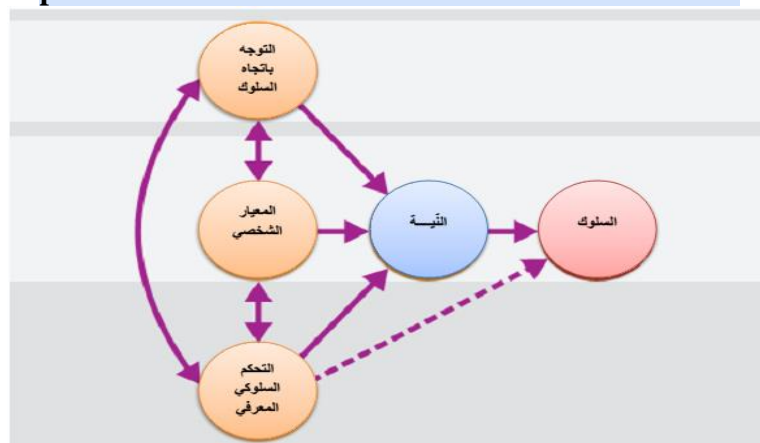 التوجه
باتجاه
السلوك
المعيار
الشخصي
النّيـــة
السلوك
التحكم
السلوكي
المعرفي